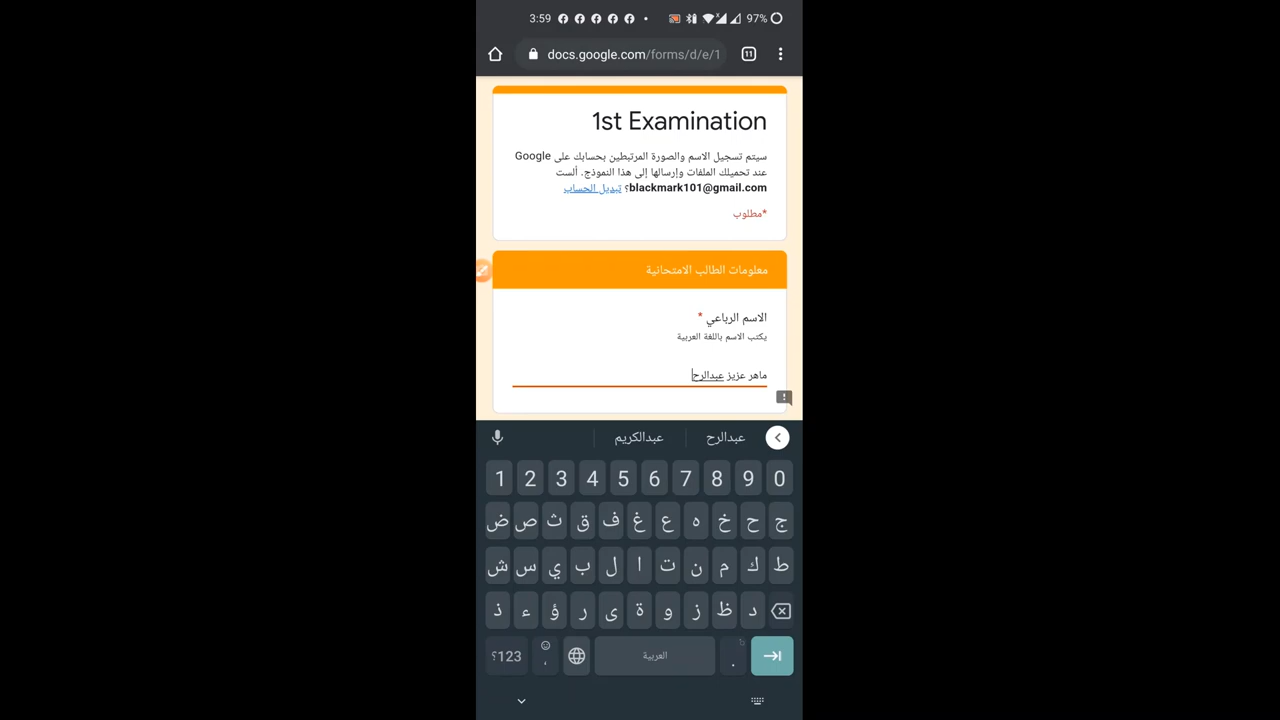 3:59
97%
docs.google.com/forms/d/e/1
11
1st Examination
سيتم تسجيل الاسم والصورة المرتبطين بحسابك على Google
عند تحميلك الملفات وإرسالها إلى هذا النموذج. ألست
blackmark101@gmail.com؟ تبديل الحساب
*مطلوب
معلومات الطالب الامتحانية
الاسم الرباعي *
يكتب الاسم باللغة العربية
ماهر عزيز عبدالرح
عبدالرح عبدالكريم
1 2 3 4 5 6 7 8 9 0
ج ح خ ه ع غ ف ق ث ص ض
ط ك م ن ت ا ل ب ي س ش
د ظ ز و ة ى ر ؤ ء ذ
؟123 ، العربية .